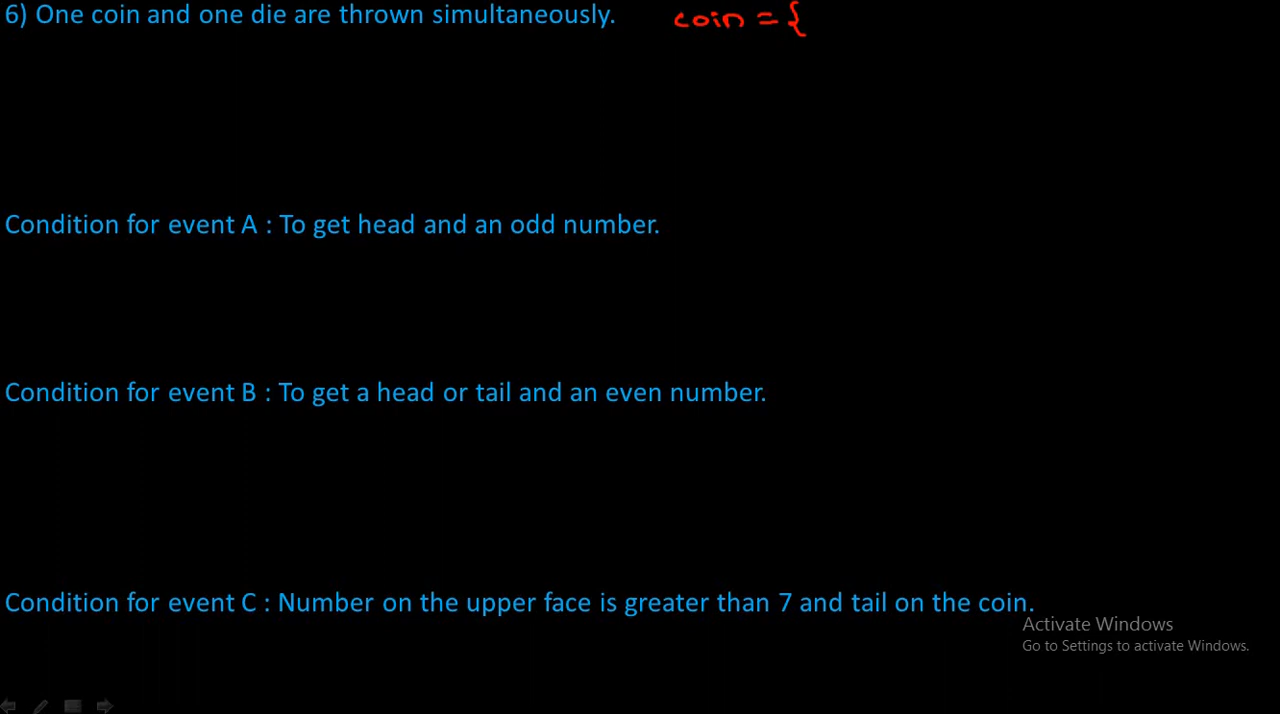 6) One coin and one die are thrown simultaneously. coin = {
Condition for event A : To get head and an odd number.
Condition for event B : To get a head or tail and an even number.
Condition for event C : Number on the upper face is greater than 7 and tail on the coin.
Activate Windows
Go to Settings to activate Windows.